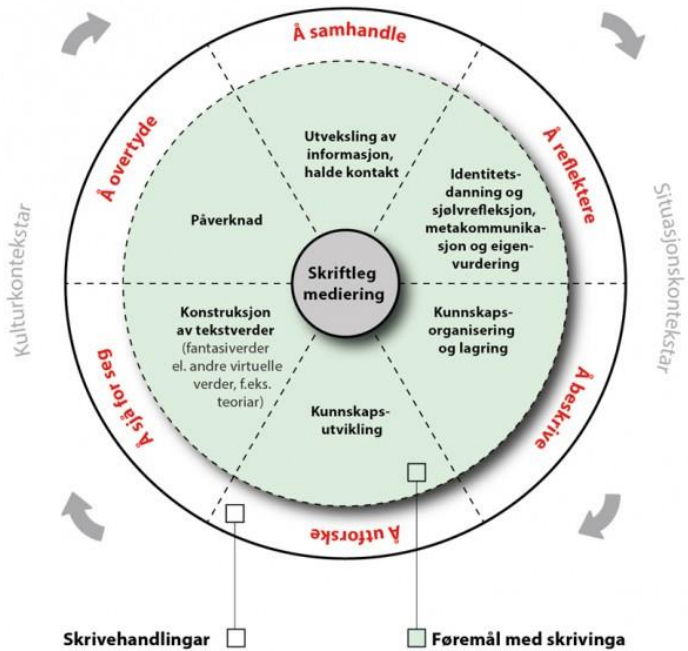 Å samhandle
Å overtyde
Å reflektere
Utveksling av
informasjon,
halde kontakt
Identitets-
danning og
sjølvrefleksjon,
metakommunika-
sjon og eigen-
vurdering
Påverknad
Kulturkontekstar
Situasjonskontekstar
Skriftleg
mediering
Konstruksjon
av tekstverder
(fantasiverder
el. andre virtuelle
verder, f.eks.
teoriar)
Kunnskaps-
organisering
og lagring
Kunnskaps-
utvikling
Å sjå for seg
Å beskrive
Å utforske
Skrivehandlingar
Føremål med skrivinga